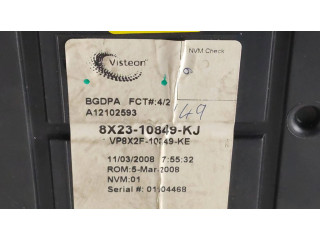 Visteon
NVM Check
BGDPA FCT#:4/2
A12102593
49
8X23-10849-KJ
VP8X2F-10849-KE
11/03/2008 7:55:32
ROM:5-Mar-2008
NVM:01
Serial #: 01104468